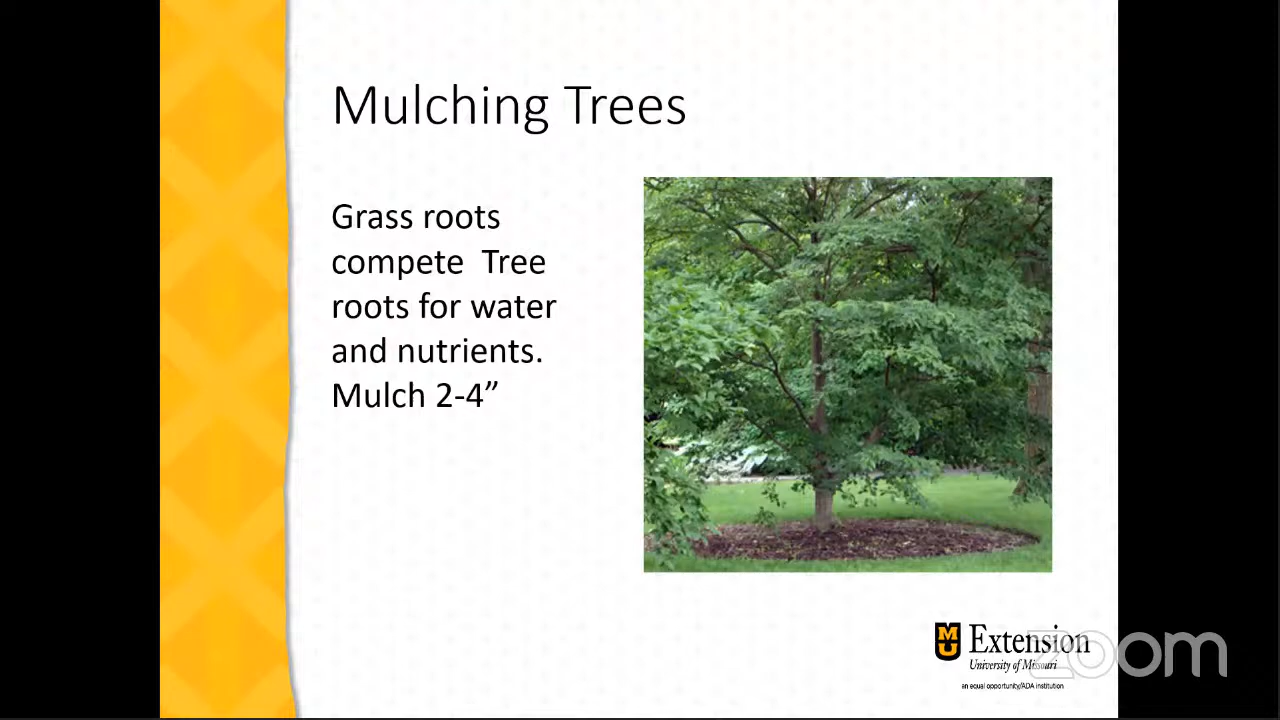 Mulching Trees
Grass roots
compete  Tree
roots for water
and nutrients.
Mulch 2-4”
MU
Extension
University of Missouri
an equal opportunity/ADA institution
zoom